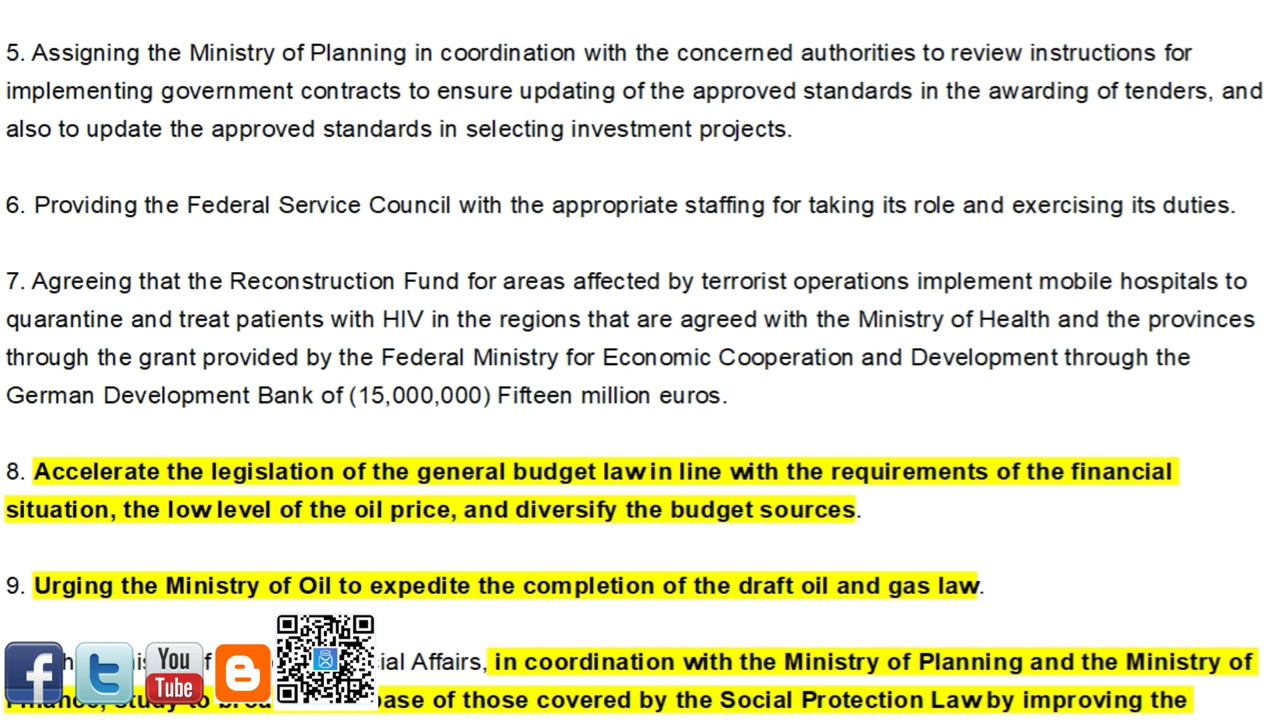 5. Assigning the Ministry of Planning in coordination with the concerned authorities to review instructions for
implementing government contracts to ensure updating of the approved standards in the awarding of tenders, and
also to update the approved standards in selecting investment projects.
6. Providing the Federal Service Council with the appropriate staffing for taking its role and exercising its duties.
7. Agreeing that the Reconstruction Fund for areas affected by terrorist operations implement mobile hospitals to
quarantine and treat patients with HIV in the regions that are agreed with the Ministry of Health and the provinces
through the grant provided by the Federal Ministry for Economic Cooperation and Development through the
German Development Bank of (15,000,000) Fifteen million euros.
8. Accelerate the legislation of the general budget law in line with the requirements of the financial
situation, the low level of the oil price, and diversify the budget sources.
9. Urging the Ministry of Oil to expedite the completion of the draft oil and gas law.
Affairs, in coordination with the Ministry of Planning and the Ministry of
of those covered by the Social Protection Law by improving the
You
Tube